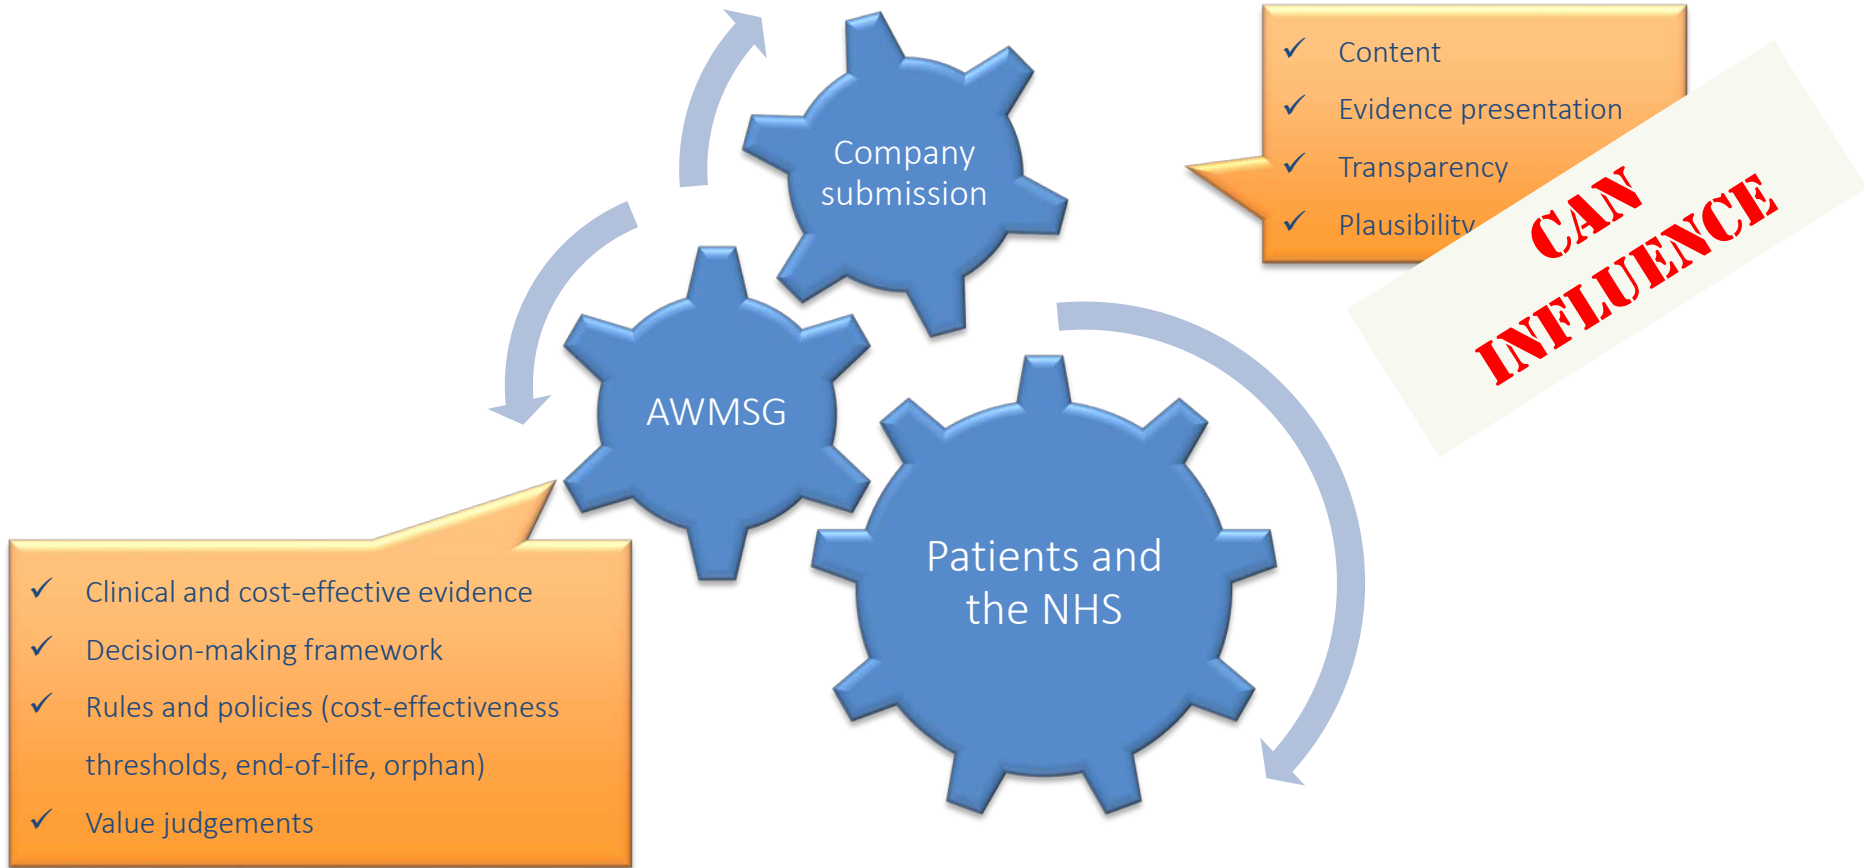 Company
submission
✓ Content
✓ Evidence presentation
✓ Transparency
✓ Plausibility
CAN
INFLUENCE
AWMSG
Patients and
the NHS
✓ Clinical and cost-effective evidence
✓ Decision-making framework
✓ Rules and policies (cost-effectiveness
thresholds, end-of-life, orphan)
✓ Value judgements